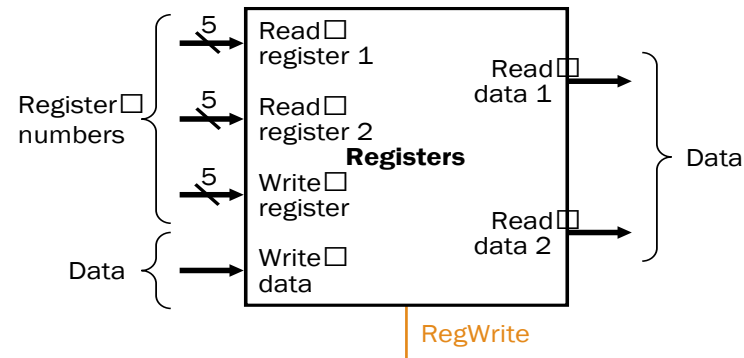 5
Read
register 1
Read
data 1
5
Register
numbers
Read
register 2
Registers
Data
5
Write
register
Read
data 2
Data
Write
data
RegWrite